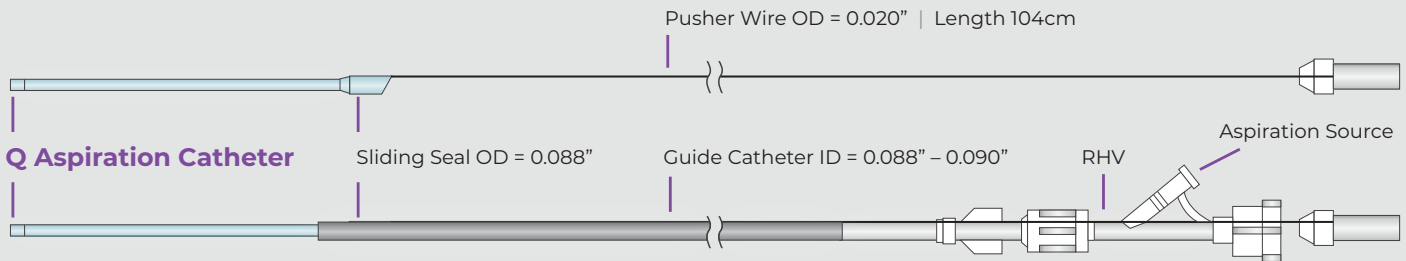 Pusher Wire OD = 0.020” | Length 104cm
Aspiration Source
Q Aspiration Catheter
Sliding Seal OD = 0.088”
Guide Catheter ID = 0.088” – 0.090”
RHV